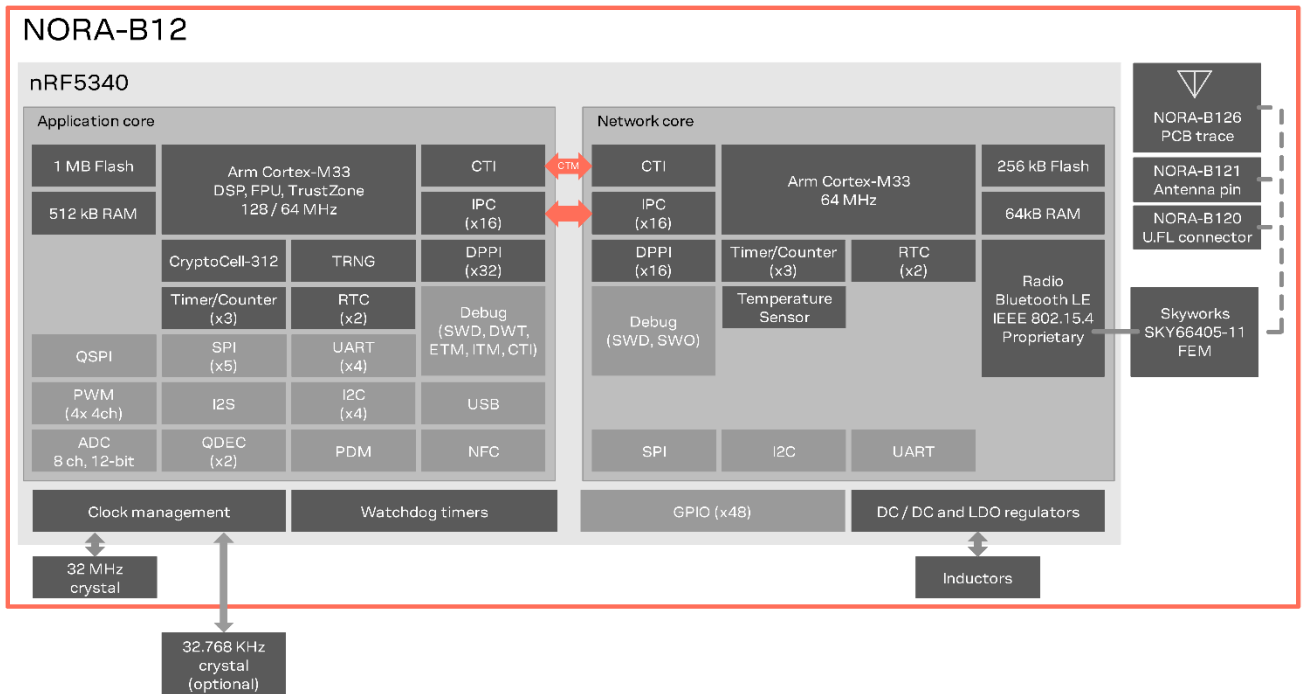 NORA-B12
nRF5340
Application core
1 MB Flash
512 kB RAM
Arm Cortex-M33
DSP, FPU, TrustZone
128 / 64 MHz
CTI
IPC
(x16)
CryptoCell-312
TRNG
DPPI
(x32)
Timer/Counter
(x3)
RTC
(x2)
Debug
(SWD, DWT,
ETM, ITM, CTI)
QSPI
SPI
(x5)
UART
(x4)
PWM
(4x 4ch)
I2S
I2C
(x4)
USB
ADC
8 ch, 12-bit
QDEC
(x2)
PDM
NFC
CTM
Network core
CTI
Arm Cortex-M33
64 MHz
256 kB Flash
IPC
(x16)
64kB RAM
DPPI
(x16)
Timer/Counter
(x3)
RTC
(x2)
Radio
Bluetooth LE
IEEE 802.15.4
Proprietary
Debug
(SWD, SWO)
Temperature
Sensor
SPI
I2C
UART
NORA-B126
PCB trace
NORA-B121
Antenna pin
NORA-B120
U.FL connector
Skyworks
SKY66405-11
FEM
Clock management
Watchdog timers
GPIO (x48)
DC / DC and LDO regulators
32 MHz
crystal
Inductors
32.768 KHz
crystal
(optional)